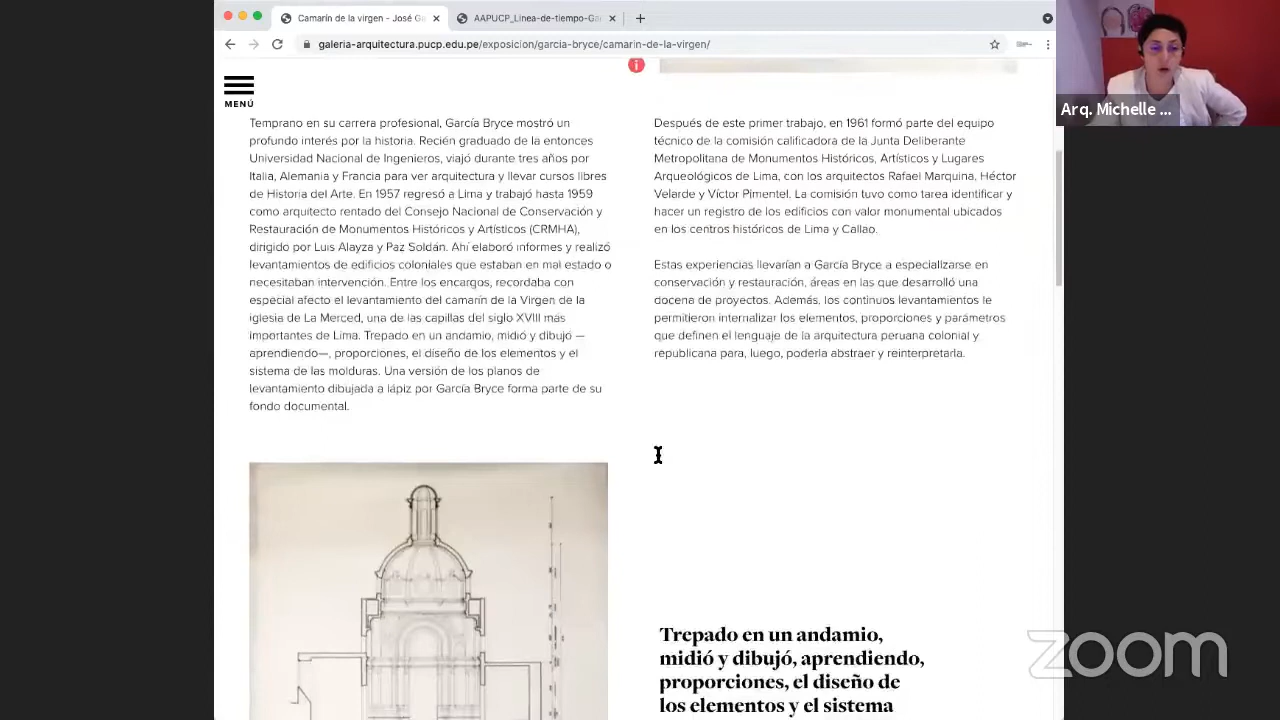 Camarín de la virgen - José Ga
AAPUCP_Linea-de-tiempo-Ga
galeria-arquitectura.pucp.edu.pe/exposicion/garcia-bryce/camarin-de-la-virgen/
MENÚ
Temprano en su carrera profesional, García Bryce mostró un
profundo interés por la historia. Recién graduado de la entonces
Universidad Nacional de Ingenieros, viajó durante tres años por
Italia, Alemania y Francia para ver arquitectura y llevar cursos libres
de Historia del Arte. En 1957 regresó a Lima y trabajó hasta 1959
como arquitecto rentado del Consejo Nacional de Conservación y
Restauración de Monumentos Históricos y Artísticos (CRMHA),
dirigido por Luis Alayza y Paz Soldán. Ahí elaboró informes y realizó
levantamientos de edificios coloniales que estaban en mal estado o
necesitaban intervención. Entre los encargos, recordaba con
especial afecto el levantamiento del camarín de la Virgen de la
iglesia de La Merced, una de las capillas del siglo XVIII más
importantes de Lima. Trepado en un andamio, midió y dibujó —
aprendiendo—, proporciones, el diseño de los elementos y el
sistema de las molduras. Una versión de los planos de
levantamiento dibujada a lápiz por García Bryce forma parte de su
fondo documental.
Después de este primer trabajo, en 1961 formó parte del equipo
técnico de la comisión calificadora de la Junta Deliberante
Metropolitana de Monumentos Históricos, Artísticos y Lugares
Arqueológicos de Lima, con los arquitectos Rafael Marquina, Héctor
Velarde y Víctor Pimentel. La comisión tuvo como tarea identificar y
hacer un registro de los edificios con valor monumental ubicados
en los centros históricos de Lima y Callao.
Estas experiencias llevarían a García Bryce a especializarse en
conservación y restauración, áreas en las que desarrolló una
docena de proyectos. Además, los continuos levantamientos le
permitieron internalizar los elementos, proporciones y parámetros
que definen el lenguaje de la arquitectura peruana colonial y
republicana para, luego, poderla abstraer y reinterpretarla.
Trepado en un andamio,
midió y dibujó, aprendiendo,
proporciones, el diseño de
los elementos y el sistema
Arq. Michelle ...
zoom